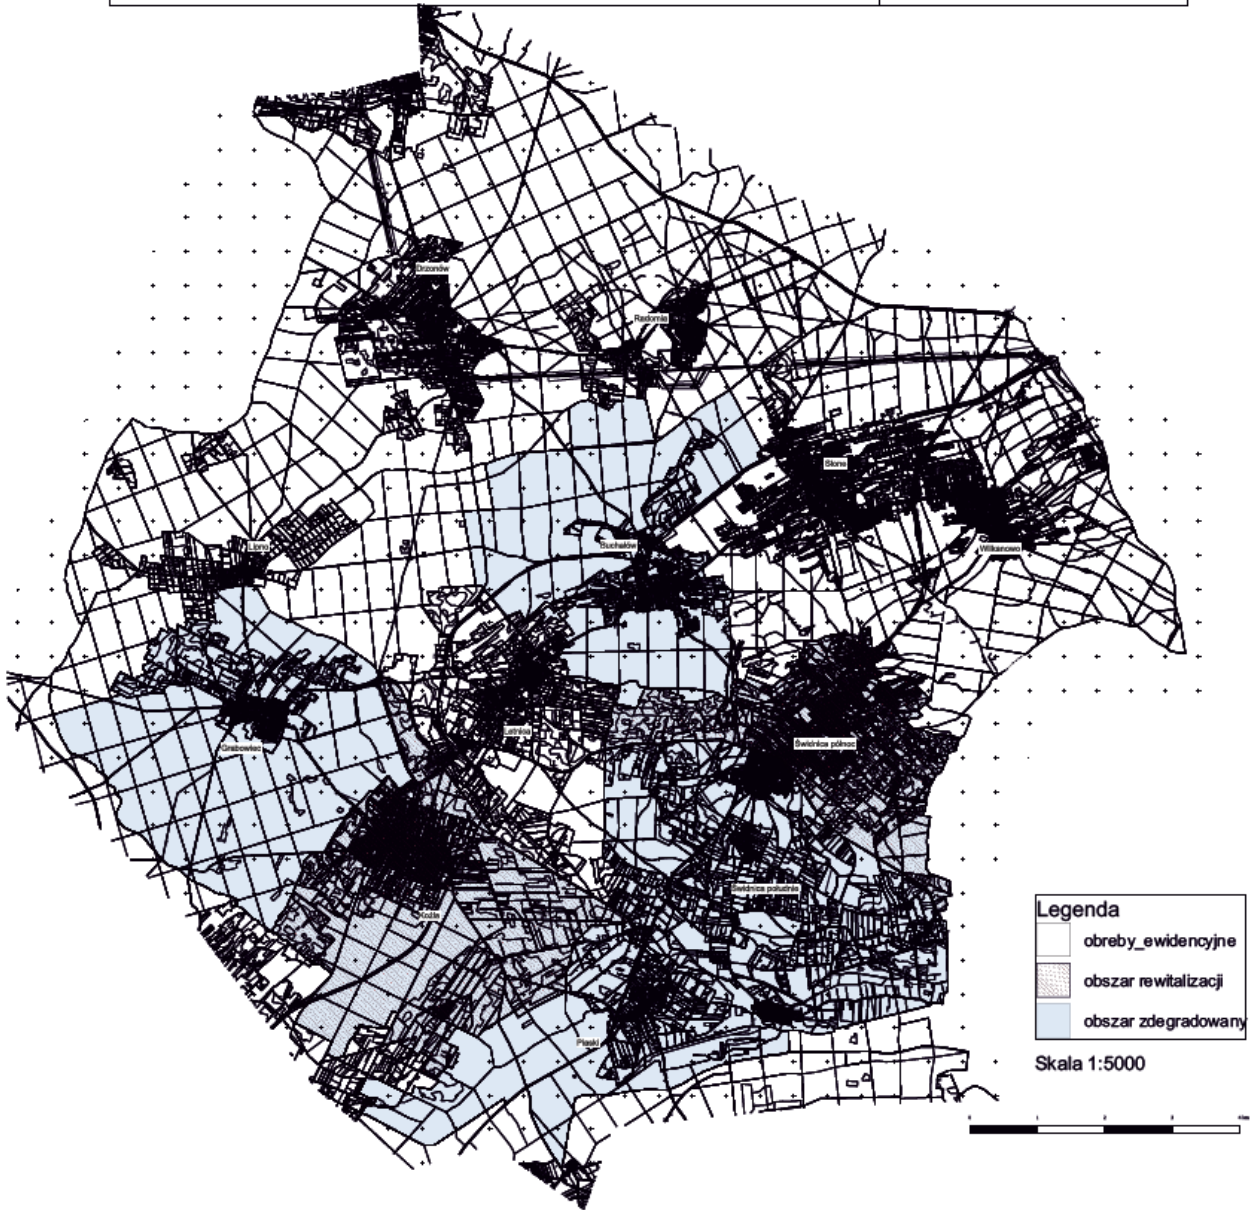 Drzonów
Radomia
Słone
Buchałów
Wilkanowo
Lipno
Letnica
Świdnica północ
Grabowiec
Świdnica południe
Koźla
Piaski
Legenda
obreby_ewidencyjne
obszar rewitalizacji
obszar zdegradowany
Skala 1:5000